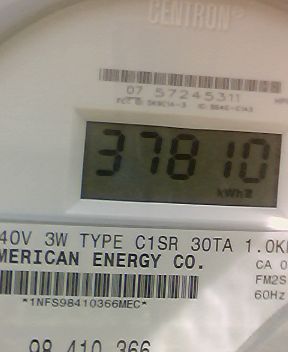 CENTRON®
07 57245311
37810
kWh
40V 3W TYPE C1SR 30TA 1.0K
MERICAN ENERGY CO.
CA 0
FM2S
60Hz
*1NFS98410366MEC*
98 410 366